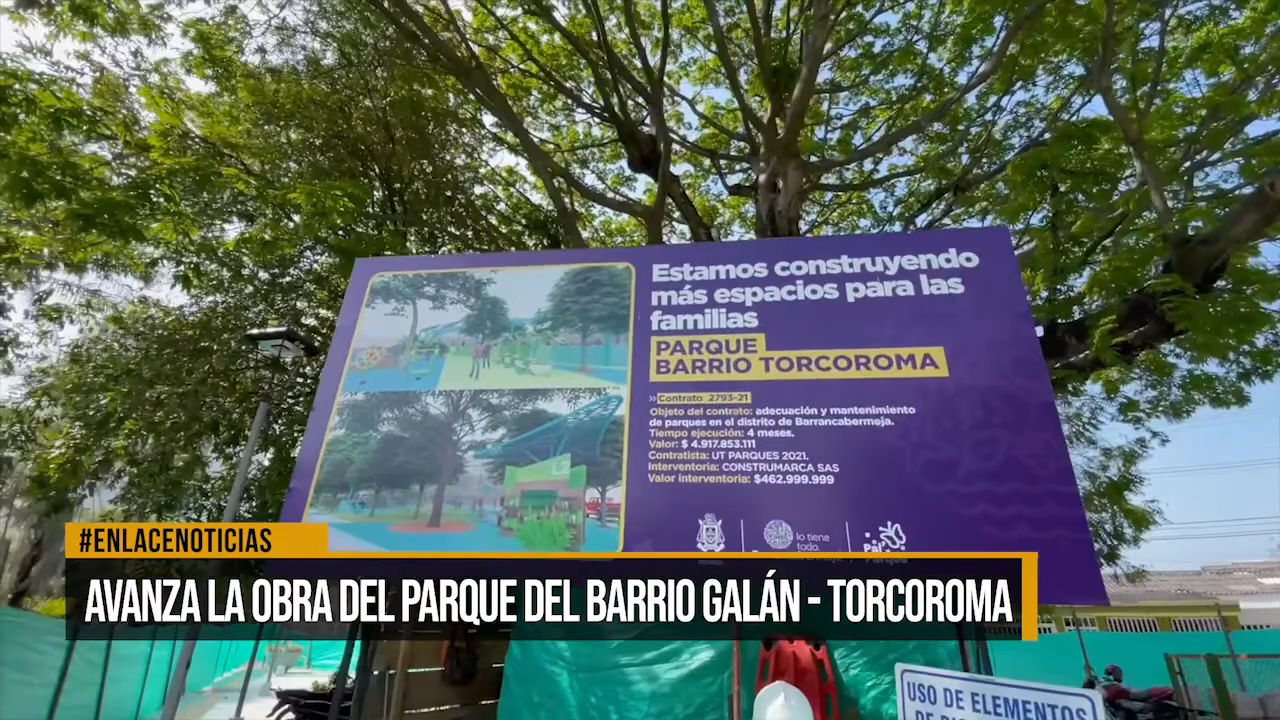 Estamos construyendo
más espacios para las
familias
PARQUE
BARRIO TORCOROMA
»Contrato 2793-21
Objeto del contrato: adecuación y mantenimiento
de parques en el distrito de Barrancabermeja.
Tiempo ejecución: 4 meses.
Valor: $ 4.917.853.111
Contratista: UT PARQUES 2021.
Interventoría: CONSTRUMARCA SAS
Valor interventoría: $462.999.999
lo tiene
todo.
#ENLACENOTICIAS
AVANZA LA OBRA DEL PARQUE DEL BARRIO GALÁN - TORCOROMA
USO DE ELEMENTOS